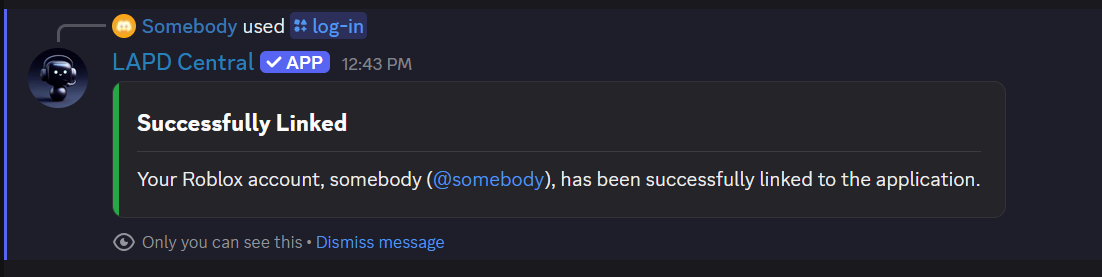 Somebody used log-in
LAPD Central APP 12:43 PM
Successfully Linked
Your Roblox account, somebody (@somebody), has been successfully linked to the application.
Only you can see this • Dismiss message